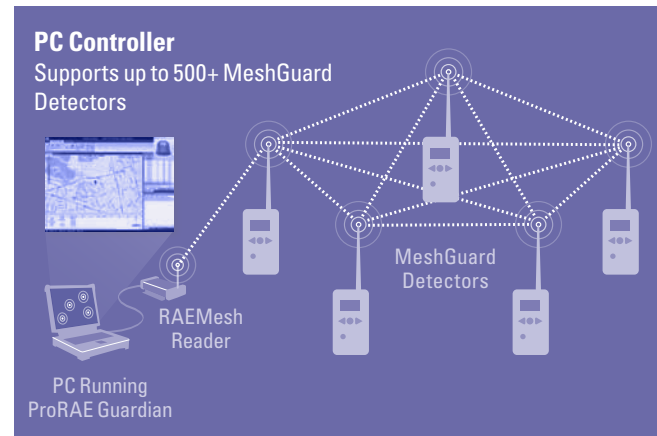 PC Controller
Supports up to 500+ MeshGuard
Detectors
MeshGuard
Detectors
RAEMesh
Reader
PC Running
ProRAE Guardian